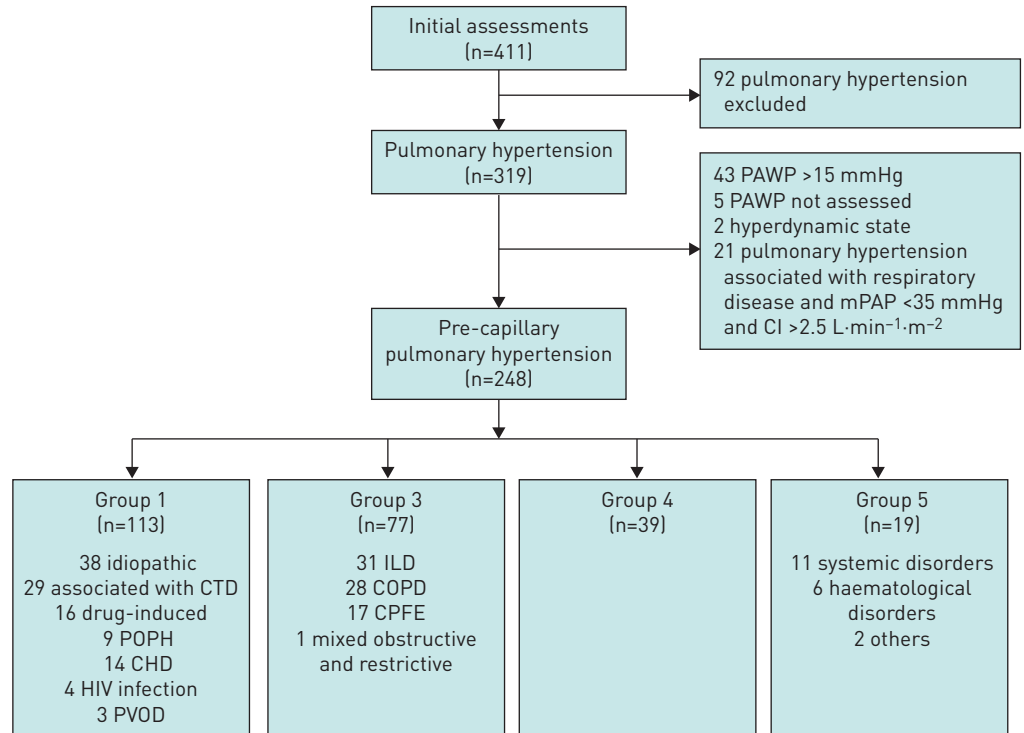 Initial assessments
(n=411)
92 pulmonary hypertension
excluded
Pulmonary hypertension
(n=319)
43 PAWP >15 mmHg
5 PAWP not assessed
2 hyperdynamic state
21 pulmonary hypertension
associated with respiratory
disease and mPAP <35 mmHg
and CI >2.5 L·min⁻¹·m⁻²
Pre-capillary
pulmonary hypertension
(n=248)
Group 1
(n=113)
38 idiopathic
29 associated with CTD
16 drug-induced
9 POPH
14 CHD
4 HIV infection
3 PVOD
Group 3
(n=77)
31 ILD
28 COPD
17 CPFE
1 mixed obstructive
and restrictive
Group 4
(n=39)
Group 5
(n=19)
11 systemic disorders
6 haematological
disorders
2 others